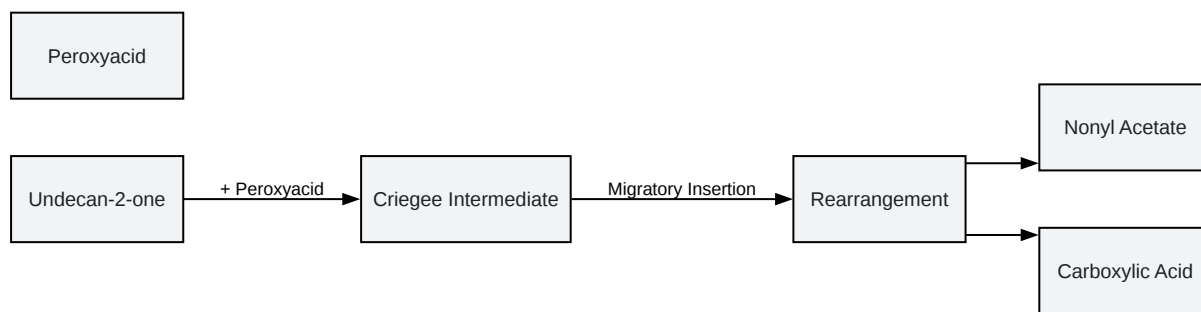 Peroxyacid
Undecan-2-one
+ Peroxyacid
Criegee Intermediate
Migratory Insertion
Rearrangement
Nonyl Acetate
Carboxylic Acid